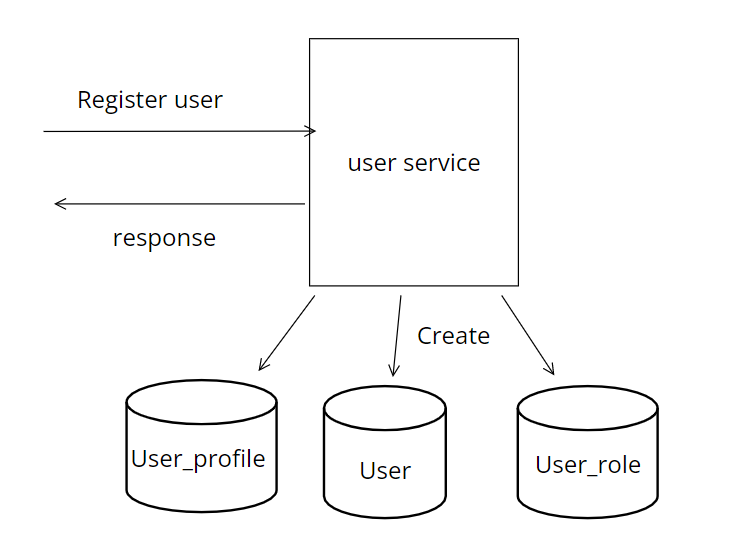 Register user
user service
response
Create
User_profile
User
User_role